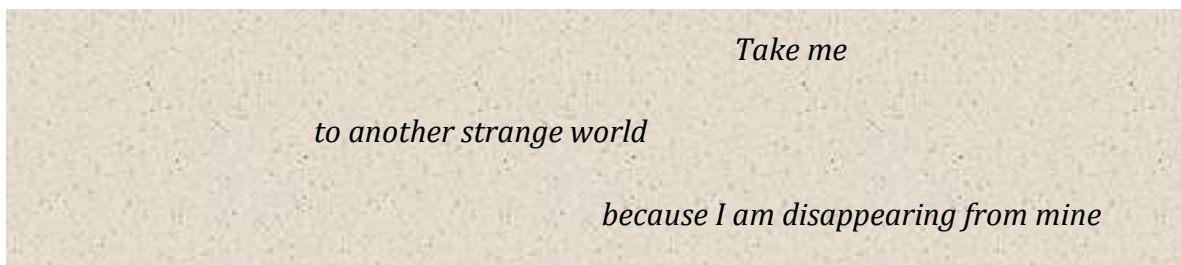 Take me
to another strange world
because I am disappearing from mine